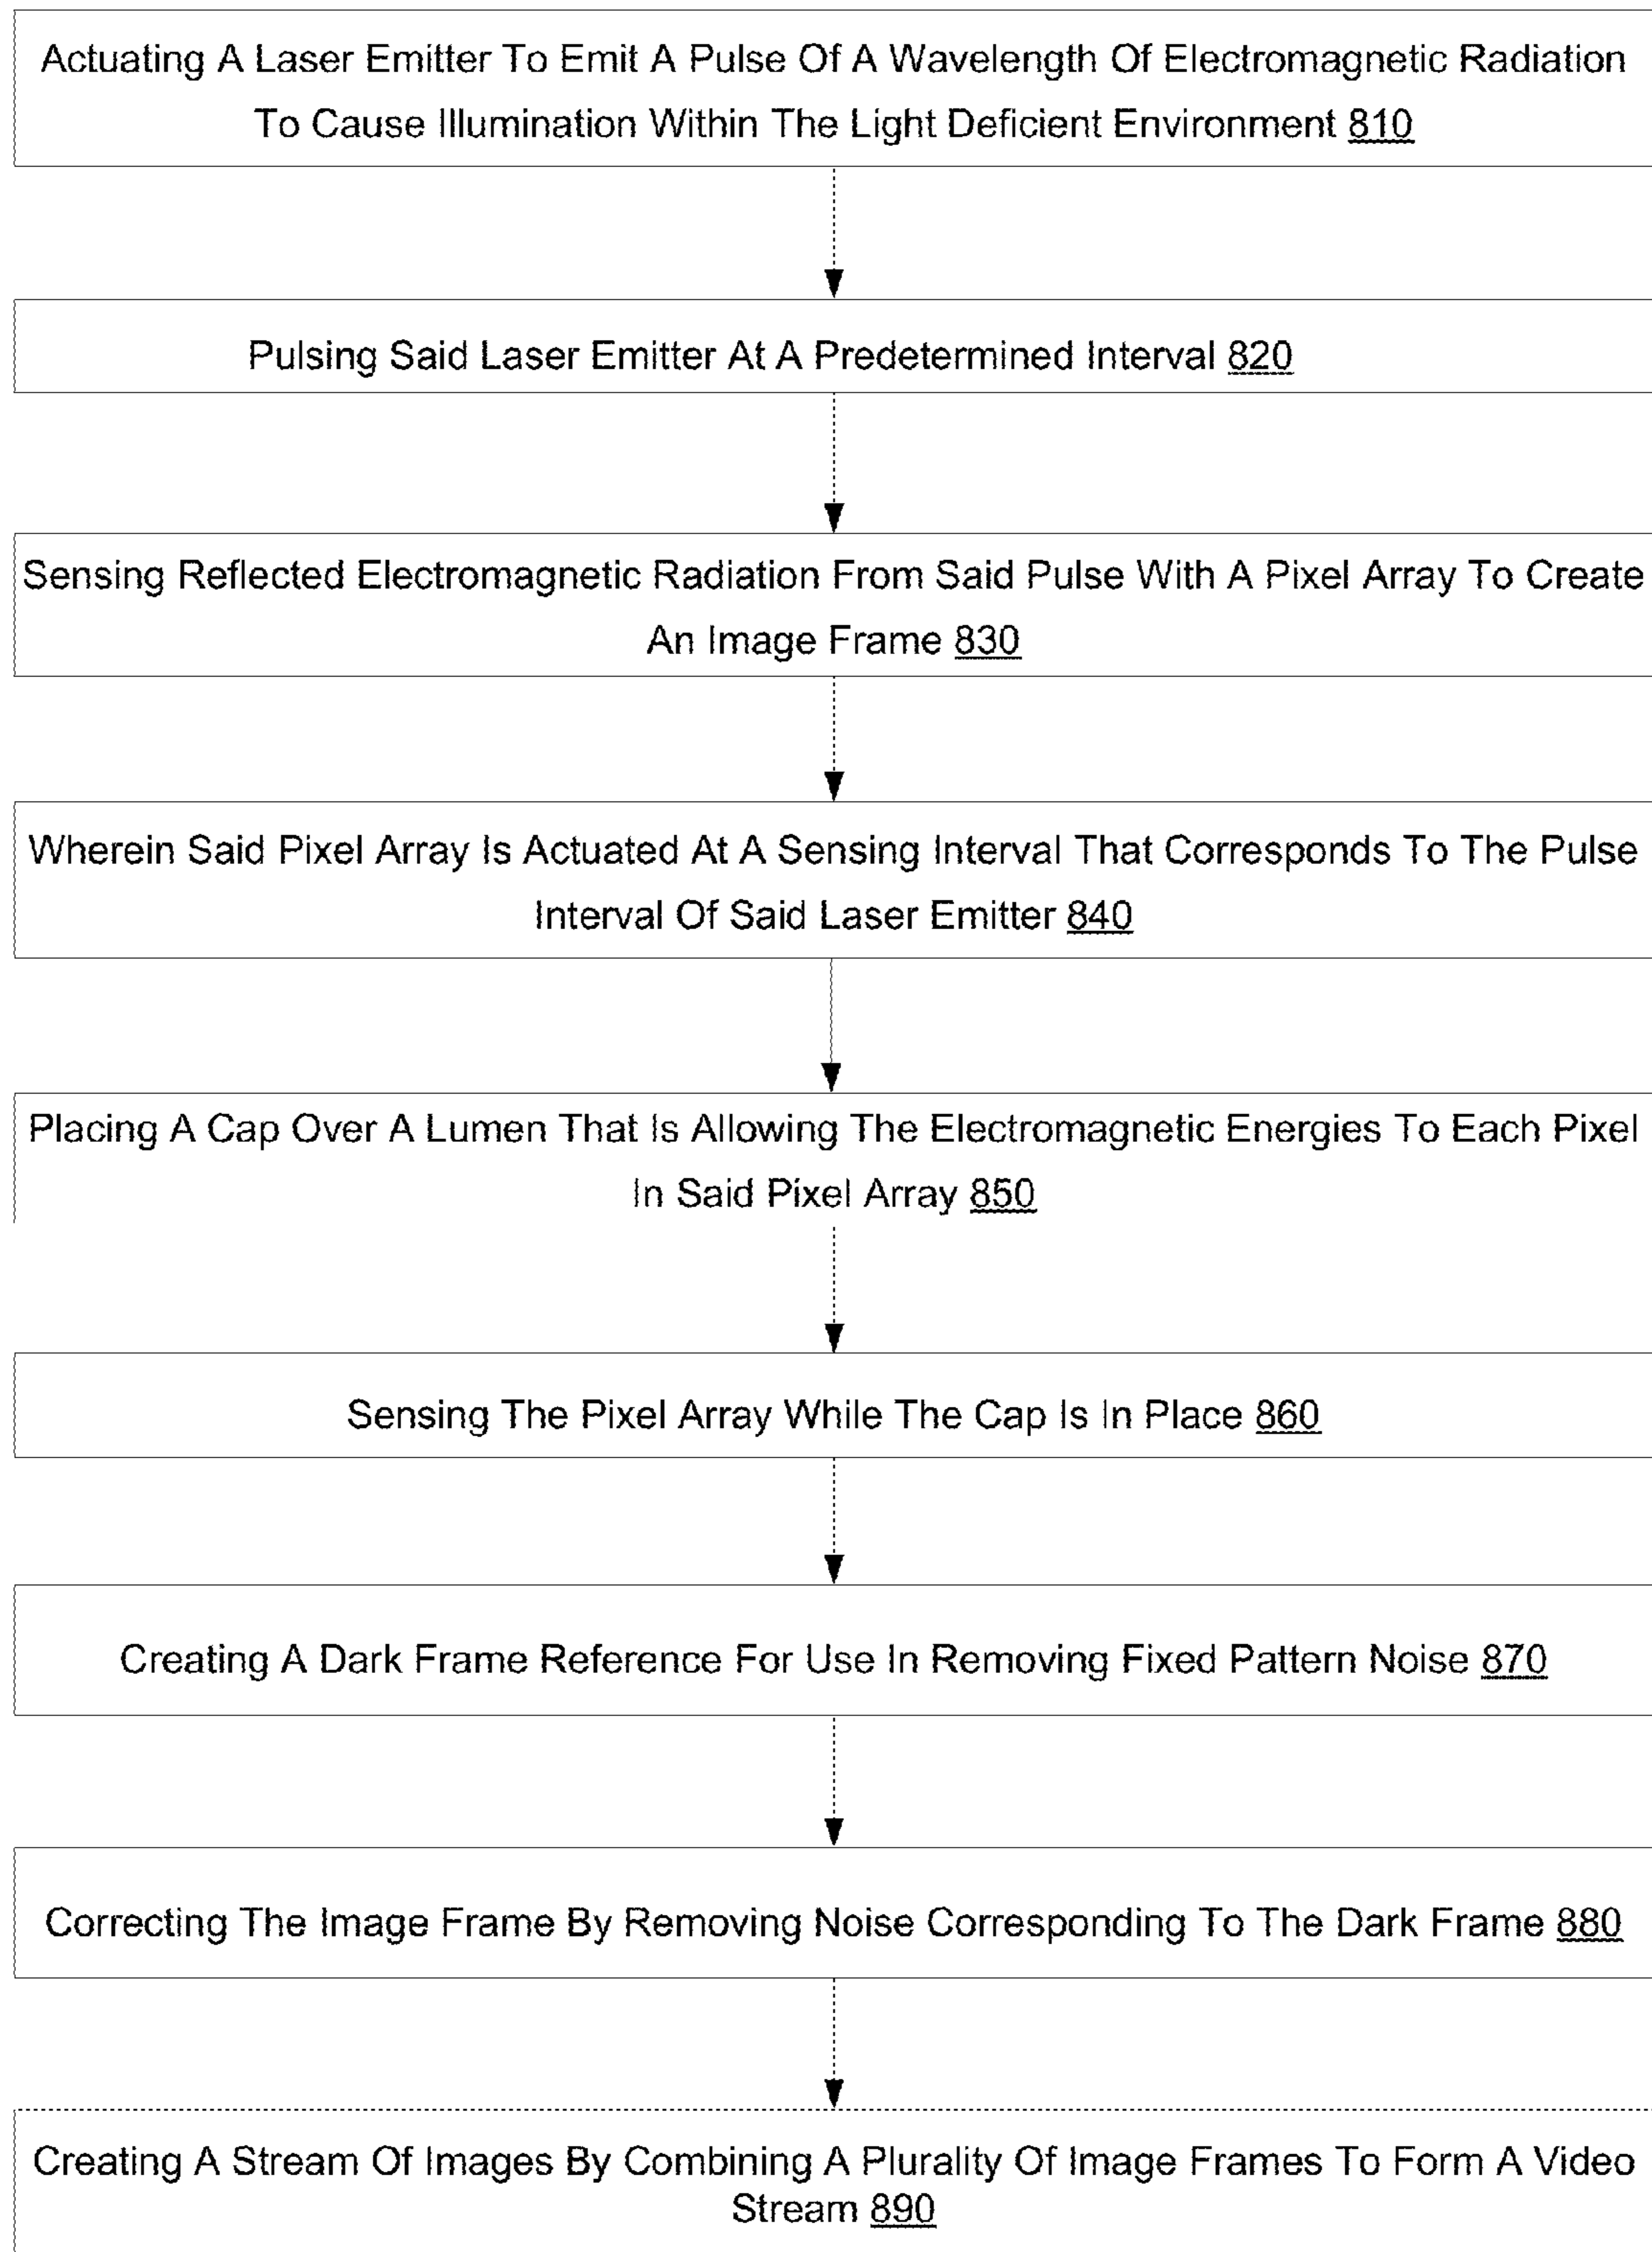 Actuating A Laser Emitter To Emit A Pulse Of A Wavelength Of Electromagnetic Radiation
To Cause Illumination Within The Light Deficient Environment 810
Pulsing Said Laser Emitter At A Predetermined Interval 820
Sensing Reflected Electromagnetic Radiation From Said Pulse With A Pixel Array To Create
An Image Frame 830
Wherein Said Pixel Array Is Actuated At A Sensing Interval That Corresponds To The Pulse
Interval Of Said Laser Emitter 840
Placing A Cap Over A Lumen That Is Allowing The Electromagnetic Energies To Each Pixel
In Said Pixel Array 850
Sensing The Pixel Array While The Cap Is In Place 860
Creating A Dark Frame Reference For Use In Removing Fixed Pattern Noise 870
Correcting The Image Frame By Removing Noise Corresponding To The Dark Frame 880
Creating A Stream Of Images By Combining A Plurality Of Image Frames To Form A Video
Stream 890